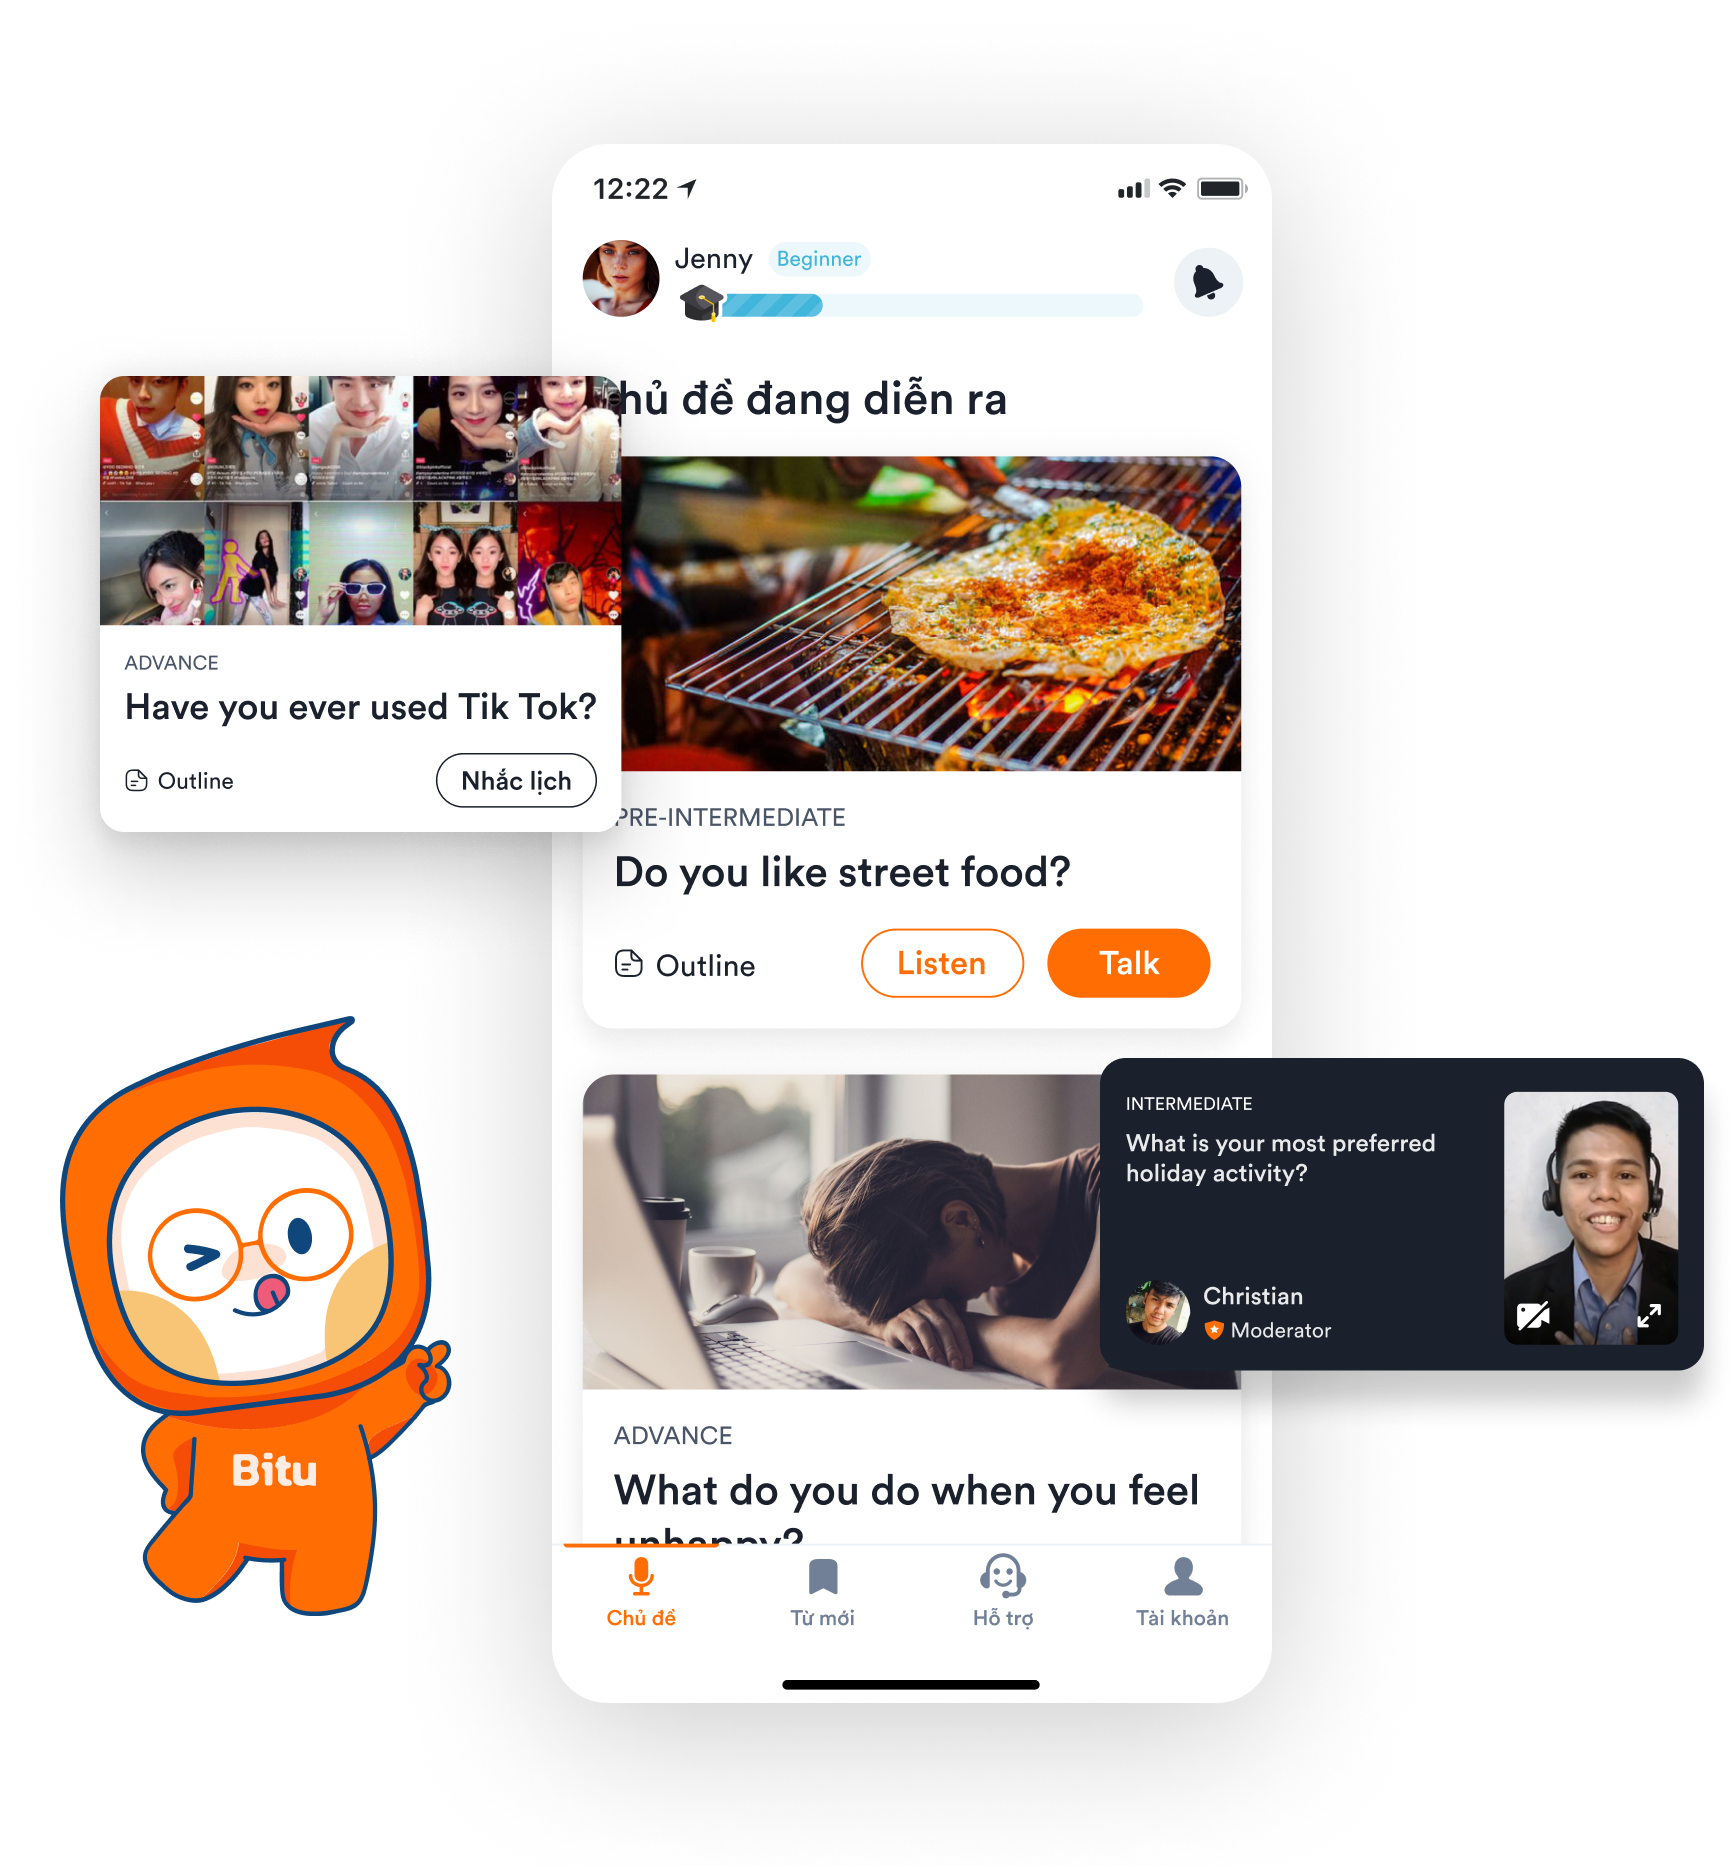 12:22
Jenny Beginner
hủ đề đang diễn ra
ADVANCE
Have you ever used Tik Tok?
Outline
Nhắc lịch
PRE-INTERMEDIATE
Do you like street food?
Outline
Listen
Talk
INTERMEDIATE
What is your most preferred
holiday activity?
Christian
Moderator
ADVANCE
What do you do when you feel
unhappy?
Bitu
Chủ đề
Từ mới
Hỗ trợ
Tài khoản